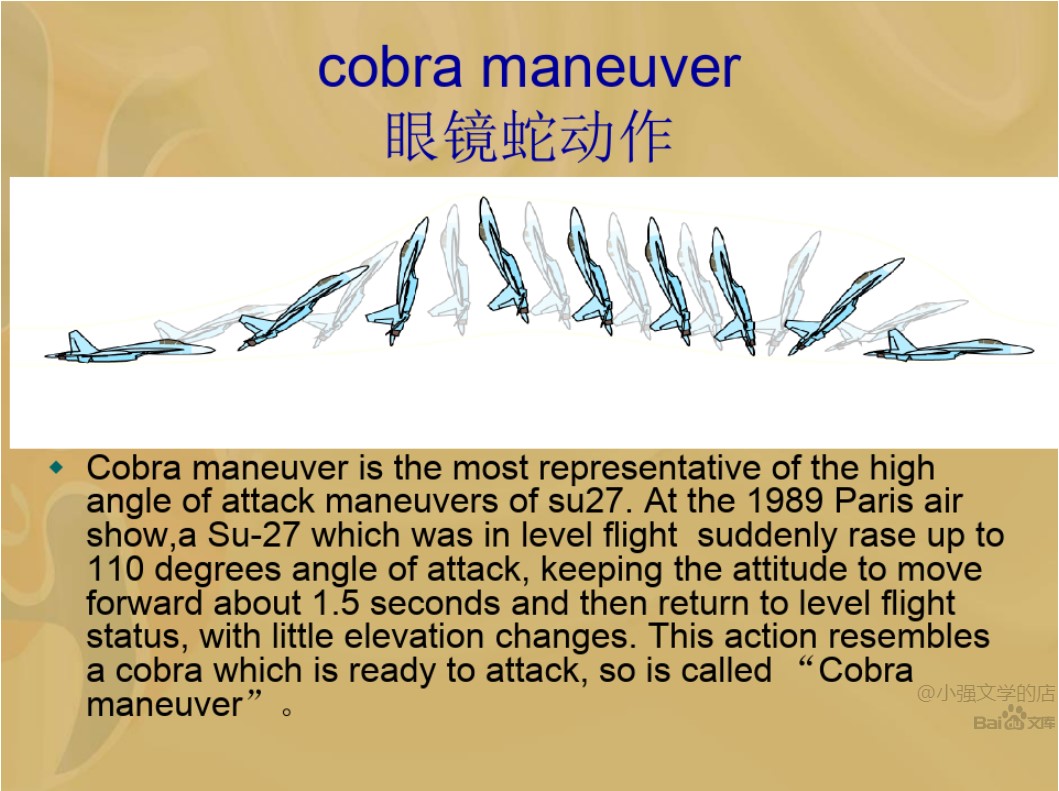 cobra maneuver
眼镜蛇动作
Cobra maneuver is the most representative of the high
angle of attack maneuvers of su27. At the 1989 Paris air
show,a Su-27 which was in level flight  suddenly rase up to
110 degrees angle of attack, keeping the attitude to move
forward about 1.5 seconds and then return to level flight
status, with little elevation changes. This action resembles
a cobra which is ready to attack, so is called “Cobra
maneuver” 。
@小强文学的店
Baidu文库